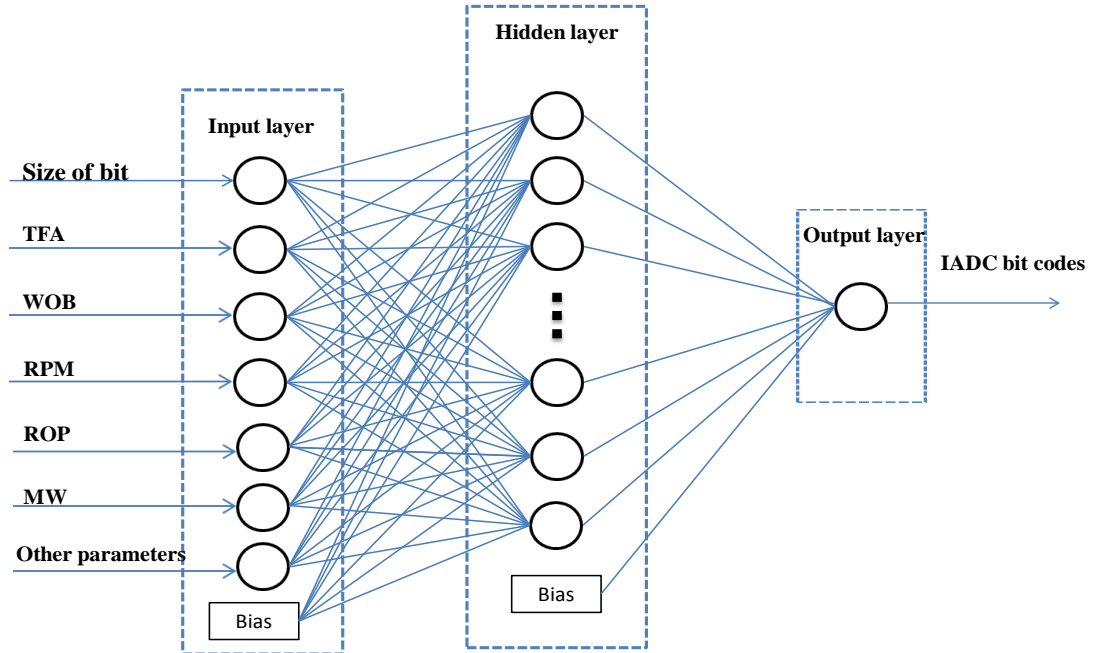 Hidden layer
Input layer
Size of bit
TFA
WOB
RPM
ROP
MW
Other parameters
Bias
Bias
Output layer
IADC bit codes